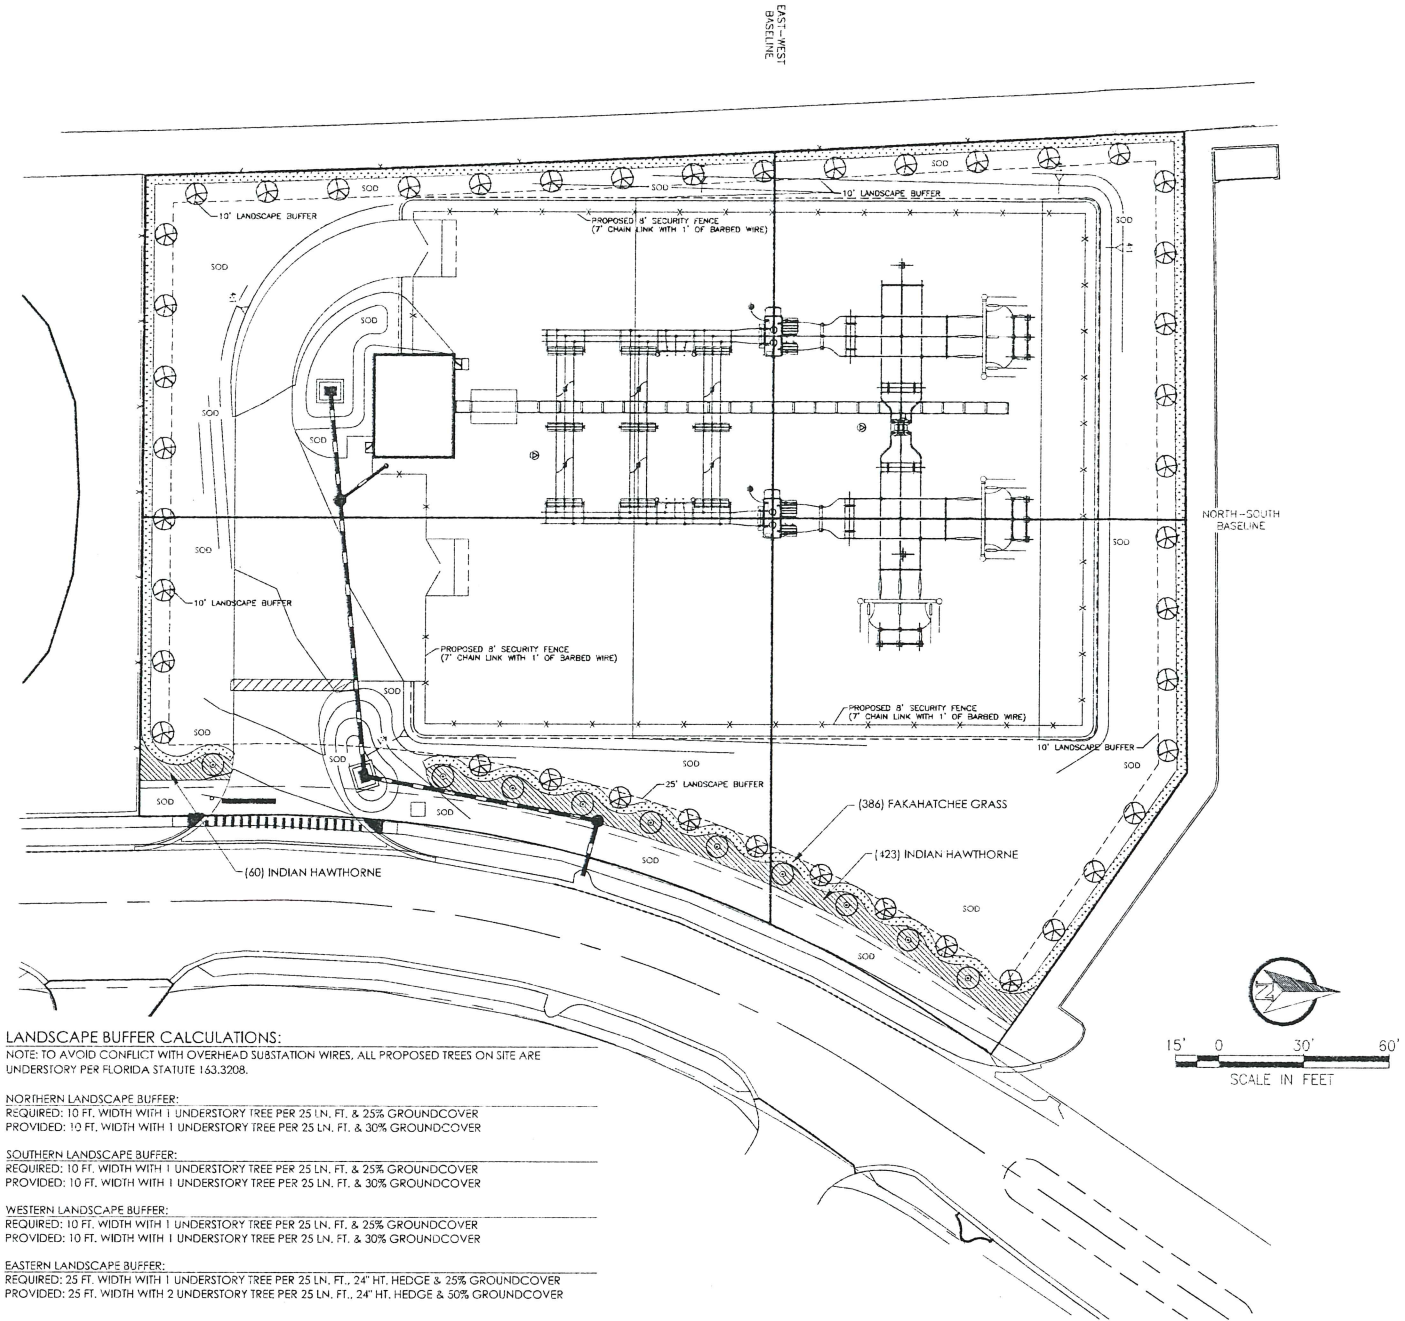 EAST-WEST
BASELINE
SOD
SOD
SOD
10' LANDSCAPE BUFFER
10' LANDSCAPE BUFFER
PROPOSED 8' SECURITY FENCE
(7' CHAIN LINK WITH 1' OF BARBED WIRE)
SOD
4:1
SOD
4:1
SOD
SOD
SOD
NORTH-SOUTH
BASELINE
SOD
SOD
10' LANDSCAPE BUFFER
PROPOSED 8' SECURITY FENCE
(7' CHAIN LINK WITH 1' OF BARBED WIRE)
SOD
PROPOSED 8' SECURITY FENCE
(7' CHAIN LINK WITH 1' OF BARBED WIRE)
SOD
10' LANDSCAPE BUFFER
SOD
SOD
SOD
25' LANDSCAPE BUFFER
SOD
SOD
(386) FAKAHATCHEE GRASS
SOD
(423) INDIAN HAWTHORNE
(60) INDIAN HAWTHORNE
SOD
SOD
N
15' 0 30' 60'
SCALE IN FEET
LANDSCAPE BUFFER CALCULATIONS:
NOTE: TO AVOID CONFLICT WITH OVERHEAD SUBSTATION WIRES, ALL PROPOSED TREES ON SITE ARE
UNDERSTORY PER FLORIDA STATUTE 163.3208.
NORTHERN LANDSCAPE BUFFER:
REQUIRED: 10 FT. WIDTH WITH 1 UNDERSTORY TREE PER 25 LN. FT. & 25% GROUNDCOVER
PROVIDED: 10 FT. WIDTH WITH 1 UNDERSTORY TREE PER 25 LN. FT. & 30% GROUNDCOVER
SOUTHERN LANDSCAPE BUFFER:
REQUIRED: 10 FT. WIDTH WITH 1 UNDERSTORY TREE PER 25 LN. FT. & 25% GROUNDCOVER
PROVIDED: 10 FT. WIDTH WITH 1 UNDERSTORY TREE PER 25 LN. FT. & 30% GROUNDCOVER
WESTERN LANDSCAPE BUFFER:
REQUIRED: 10 FT. WIDTH WITH 1 UNDERSTORY TREE PER 25 LN. FT. & 25% GROUNDCOVER
PROVIDED: 10 FT. WIDTH WITH 1 UNDERSTORY TREE PER 25 LN. FT. & 30% GROUNDCOVER
EASTERN LANDSCAPE BUFFER:
REQUIRED: 25 FT. WIDTH WITH 1 UNDERSTORY TREE PER 25 LN. FT., 24" HT. HEDGE & 25% GROUNDCOVER
PROVIDED: 25 FT. WIDTH WITH 2 UNDERSTORY TREE PER 25 LN. FT., 24" HT. HEDGE & 50% GROUNDCOVER